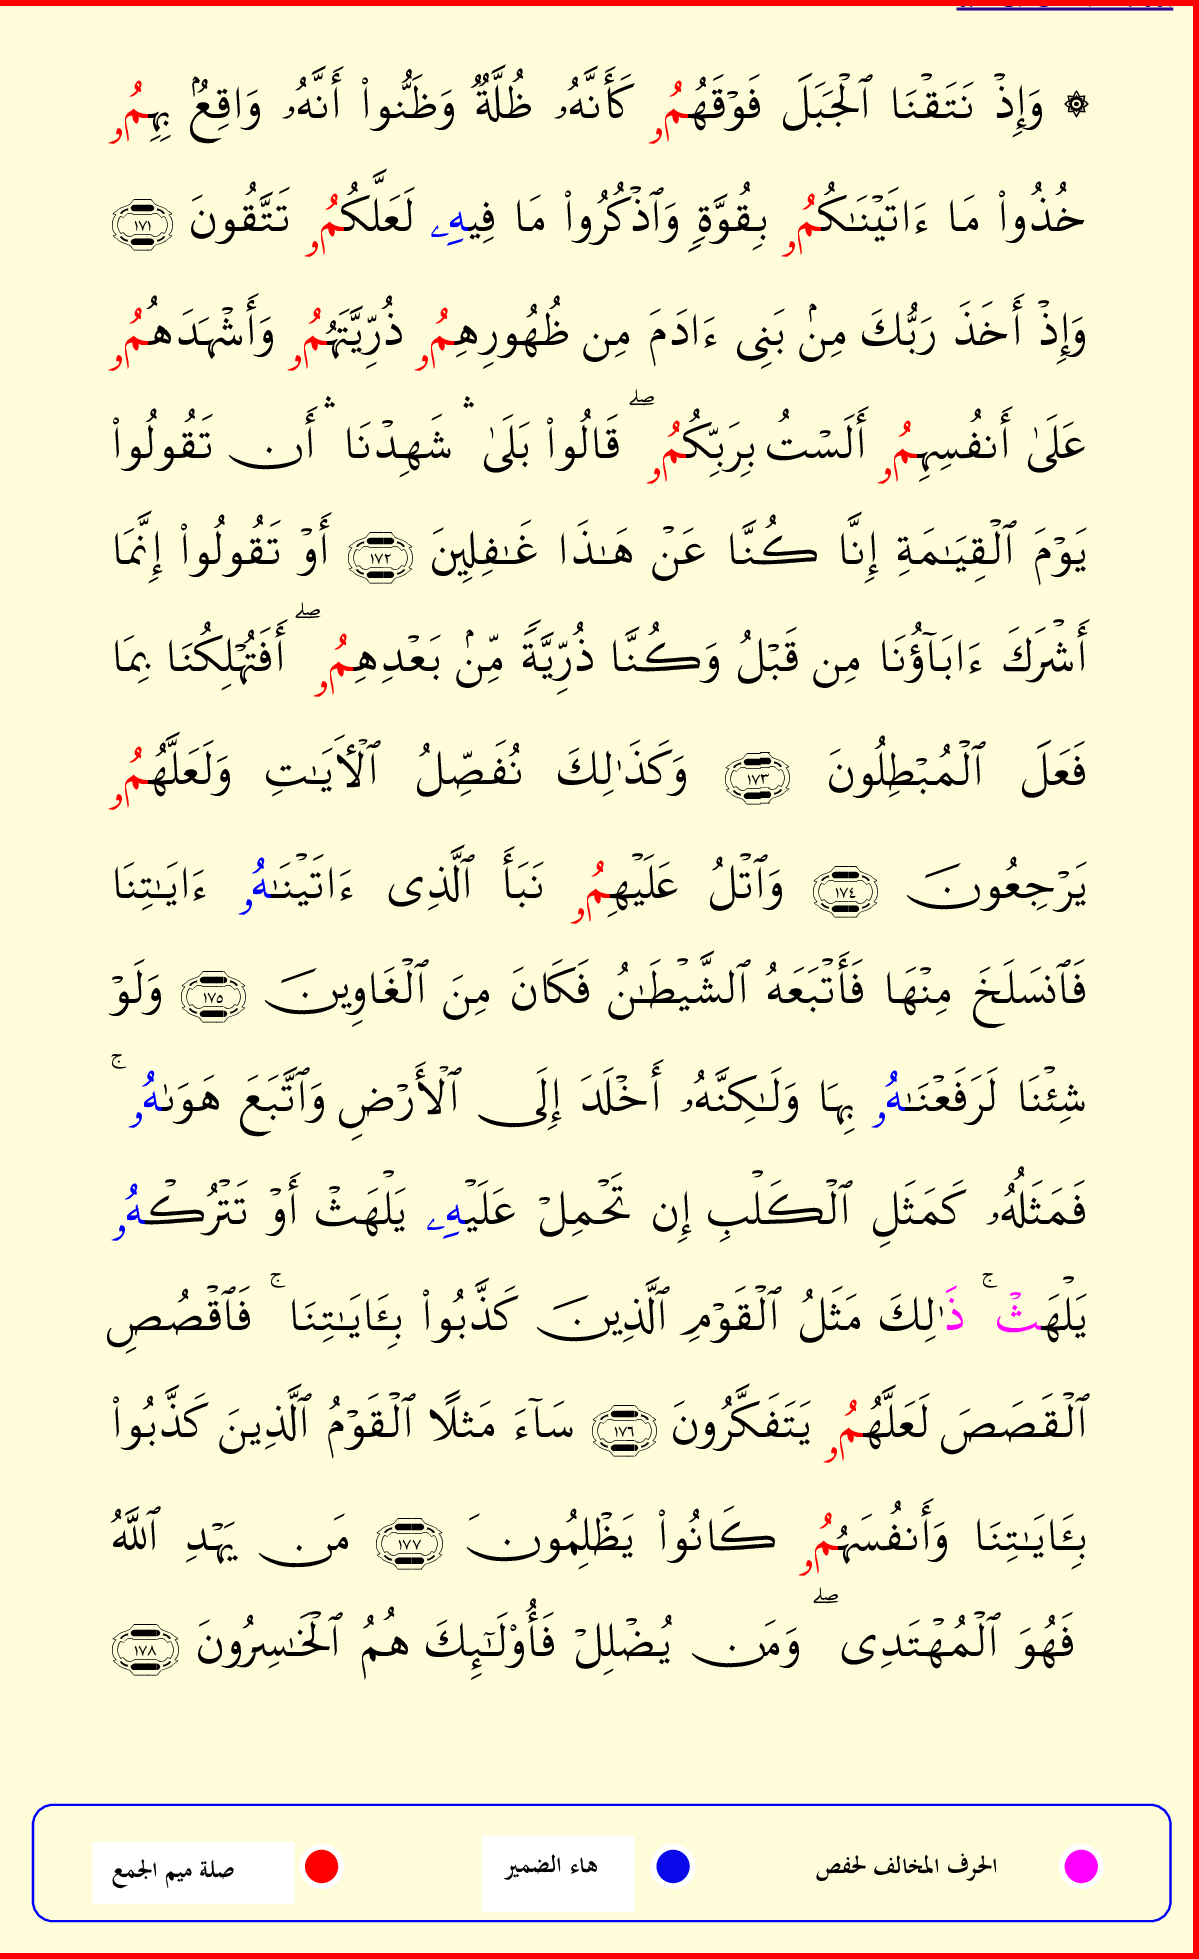 ۞ وَإِذۡ نَتَقۡنَا ٱلۡجَبَلَ فَوۡقَهُمُۥ كَأَنَّهُۥ ظُلَّةٌ وَظَنُّواْ أَنَّهُۥ وَاقِعُۢ بِهِمُۥ
خُذُواْ مَا ءَاتَيۡنَٰكُمُۥ بِقُوَّةٖ وَٱذۡكُرُواْ مَا فِيهِۦ لَعَلَّكُمُۥ تَتَّقُونَ ١٧١
وَإِذۡ أَخَذَ رَبُّكَ مِنۢ بَنِى ءَادَمَ مِن ظُهُورِهِمُۥ ذُرِّيَّتَهُمُۥ وَأَشۡهَدَهُمُۥ
عَلَىٰ أَنفُسِهِمُۥ أَلَسۡتُ بِرَبِّكُمُۥۖ قَالُواْ بَلَىٰۛ شَهِدۡنَاۛ أَن تَقُولُواْ
يَوۡمَ ٱلۡقِيَٰمَةِ إِنَّا كُنَّا عَنۡ هَٰذَا غَٰفِلِينَ ١٧٢ أَوۡ تَقُولُواْ إِنَّمَا
أَشۡرَكَ ءَابَآؤُنَا مِن قَبۡلُ وَكُنَّا ذُرِّيَّةٗ مِّنۢ بَعۡدِهِمُۥۖ أَفَتُهۡلِكُنَا بِمَا
فَعَلَ ٱلۡمُبۡطِلُونَ ١٧٣ وَكَذَٰلِكَ نُفَصِّلُ ٱلۡأٓيَٰتِ وَلَعَلَّهُمُۥ
يَرۡجِعُونَ ١٧٤ وَٱتۡلُ عَلَيۡهِمُۥ نَبَأَ ٱلَّذِى ءَاتَيۡنَٰهُۥ ءَايَٰتِنَا
فَٱنسَلَخَ مِنۡهَا فَأَتۡبَعَهُ ٱلشَّيۡطَٰنُ فَكَانَ مِنَ ٱلۡغَاوِينَ ١٧٥ وَلَوۡ
شِئۡنَا لَرَفَعۡنَٰهُۥ بِهَا وَلَٰكِنَّهُۥ أَخۡلَدَ إِلَى ٱلۡأَرۡضِ وَٱتَّبَعَ هَوَىٰهُۥۚ
فَمَثَلُهُۥ كَمَثَلِ ٱلۡكَلۡبِ إِن تَحۡمِلۡ عَلَيۡهِۦ يَلۡهَثۡ أَوۡ تَتۡرُكۡهُۥ
يَلۡهَثۡۚ ذَٰلِكَ مَثَلُ ٱلۡقَوۡمِ ٱلَّذِينَ كَذَّبُواْ بِـَٔايَٰتِنَاۚ فَٱقۡصُصِ
ٱلۡقَصَصَ لَعَلَّهُمُۥ يَتَفَكَّرُونَ ١٧٦ سَآءَ مَثَلًا ٱلۡقَوۡمُ ٱلَّذِينَ كَذَّبُواْ
بِـَٔايَٰتِنَا وَأَنفُسَهُمُۥ كَانُواْ يَظۡلِمُونَ ١٧٧ مَن يَهۡدِ ٱللَّهُ
فَهُوَ ٱلۡمُهۡتَدِىۖ وَمَن يُضۡلِلۡ فَأُوْلَٰٓئِكَ هُمُ ٱلۡخَٰسِرُونَ ١٧٨
الحرف المخالف لحفص
هاء الضمير
صلة ميم الجمع